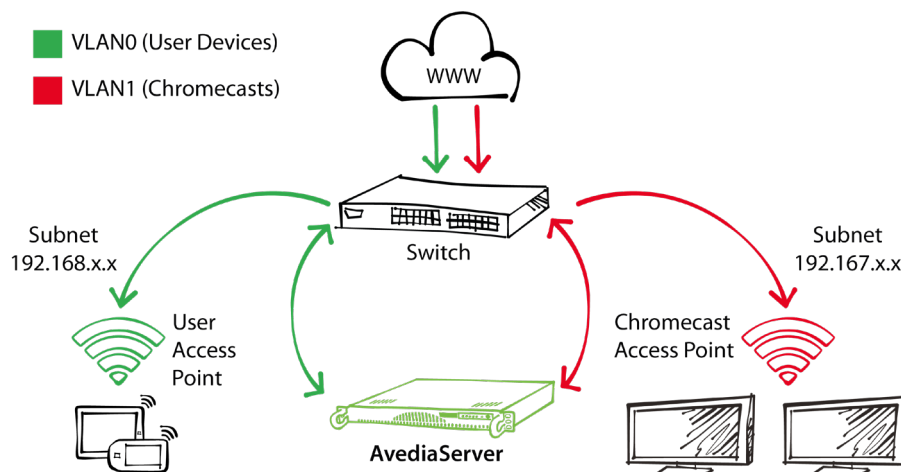 VLAN0 (User Devices)
VLAN1 (Chromecasts)
WWW
Switch
Subnet
192.168.x.x
Subnet
192.167.x.x
User
Access
Point
Chromecast
Access Point
AvediaServer